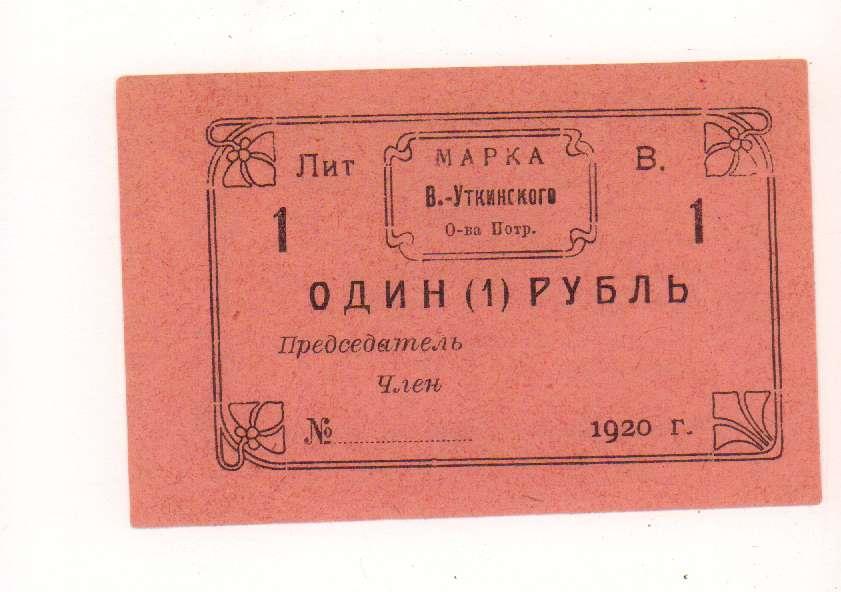 Лит МАРКА В.
В.-Уткинского
О-ва Потр.
1 1
ОДИН (1) РУБЛЬ
Председатель
Член
№ 1920 г.